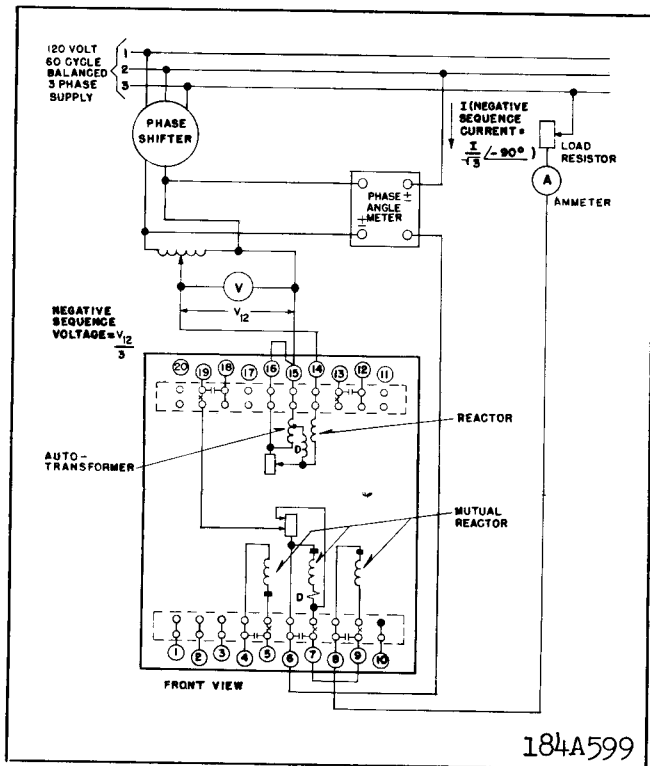 120 VOLT
60 CYCLE
BALANCED
3 PHASE
SUPPLY
1
2
3
PHASE
SHIFTER
I (NEGATIVE
SEQUENCE
CURRENT =
I/√3 /-90° )
LOAD
RESISTOR
A
AMMETER
PHASE ±
ANGLE
METER
±
V
V12
NEGATIVE
SEQUENCE
VOLTAGE = V12/3
20
19
18
17
16
15
14
13
12
11
REACTOR
AUTO-
TRANSFORMER
D
MUTUAL
REACTOR
D
1
2
3
4
5
6
7
8
9
10
FRONT VIEW
184A599